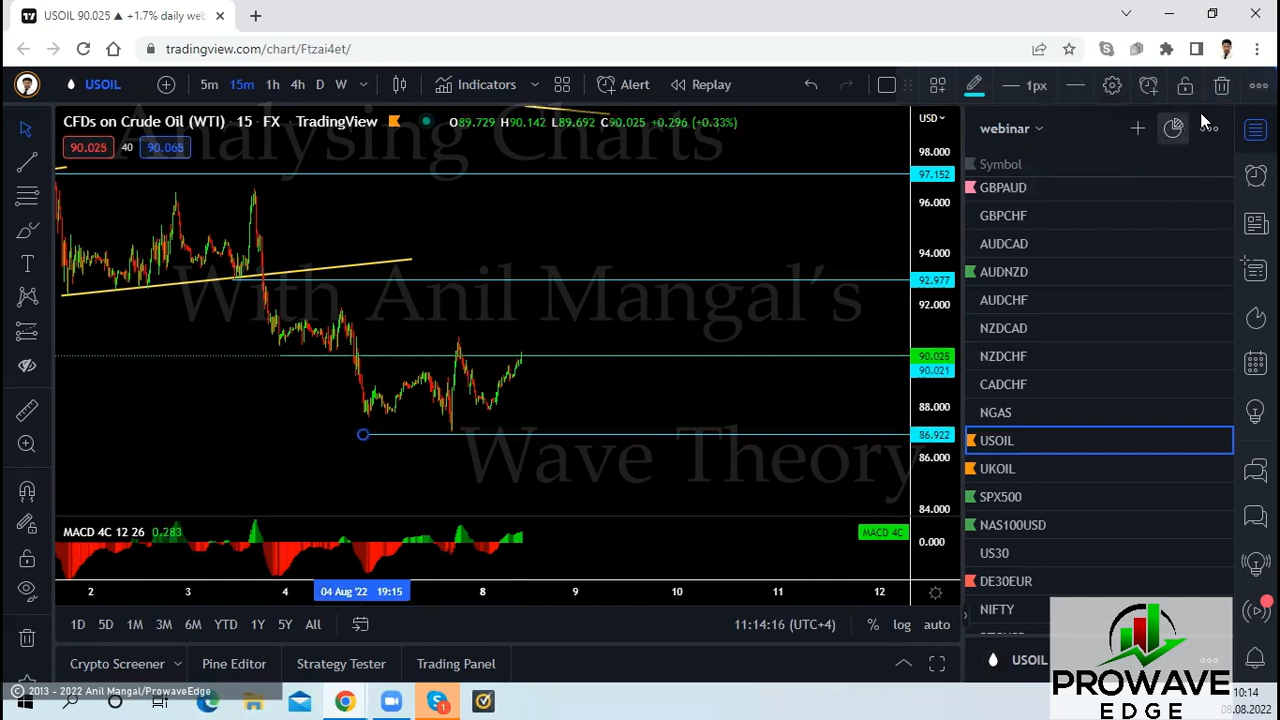 USOIL 90.025 ▲ +1.7% daily web
tradingview.com/chart/Ftzai4et/
USOIL
5m 15m 1h 4h D W
Indicators
Alert
Replay
1px
CFDs on Crude Oil (WTI) · 15 · FX · TradingView
O89.729 H90.142 L89.692 C90.025 +0.296 (+0.33%)
90.025 40 90.065
Analysing Charts
With Anil Mangal's
Wave Theory
USD
98.000
97.152
96.000
94.000
92.977
92.000
90.025
90.021
88.000
86.922
86.000
84.000
MACD 4C 12 26 0.283
MACD 4C
0.000
2 3 4 04 Aug '22 19:15 8 9 10 11 12
1D 5D 1M 3M 6M YTD 1Y 5Y All
11:14:16 (UTC+4)
% log auto
Crypto Screener
Pine Editor
Strategy Tester
Trading Panel
webinar
Symbol
GBPAUD
GBPCHF
AUDCAD
AUDNZD
AUDCHF
NZDCAD
NZDCHF
CADCHF
NGAS
USOIL
UKOIL
SPX500
NAS100USD
US30
DE30EUR
NIFTY
USOIL
PROWAVE
EDGE
© 2013 - 2022 Anil Mangal/ProwaveEdge
1
10:14
08.08.2022